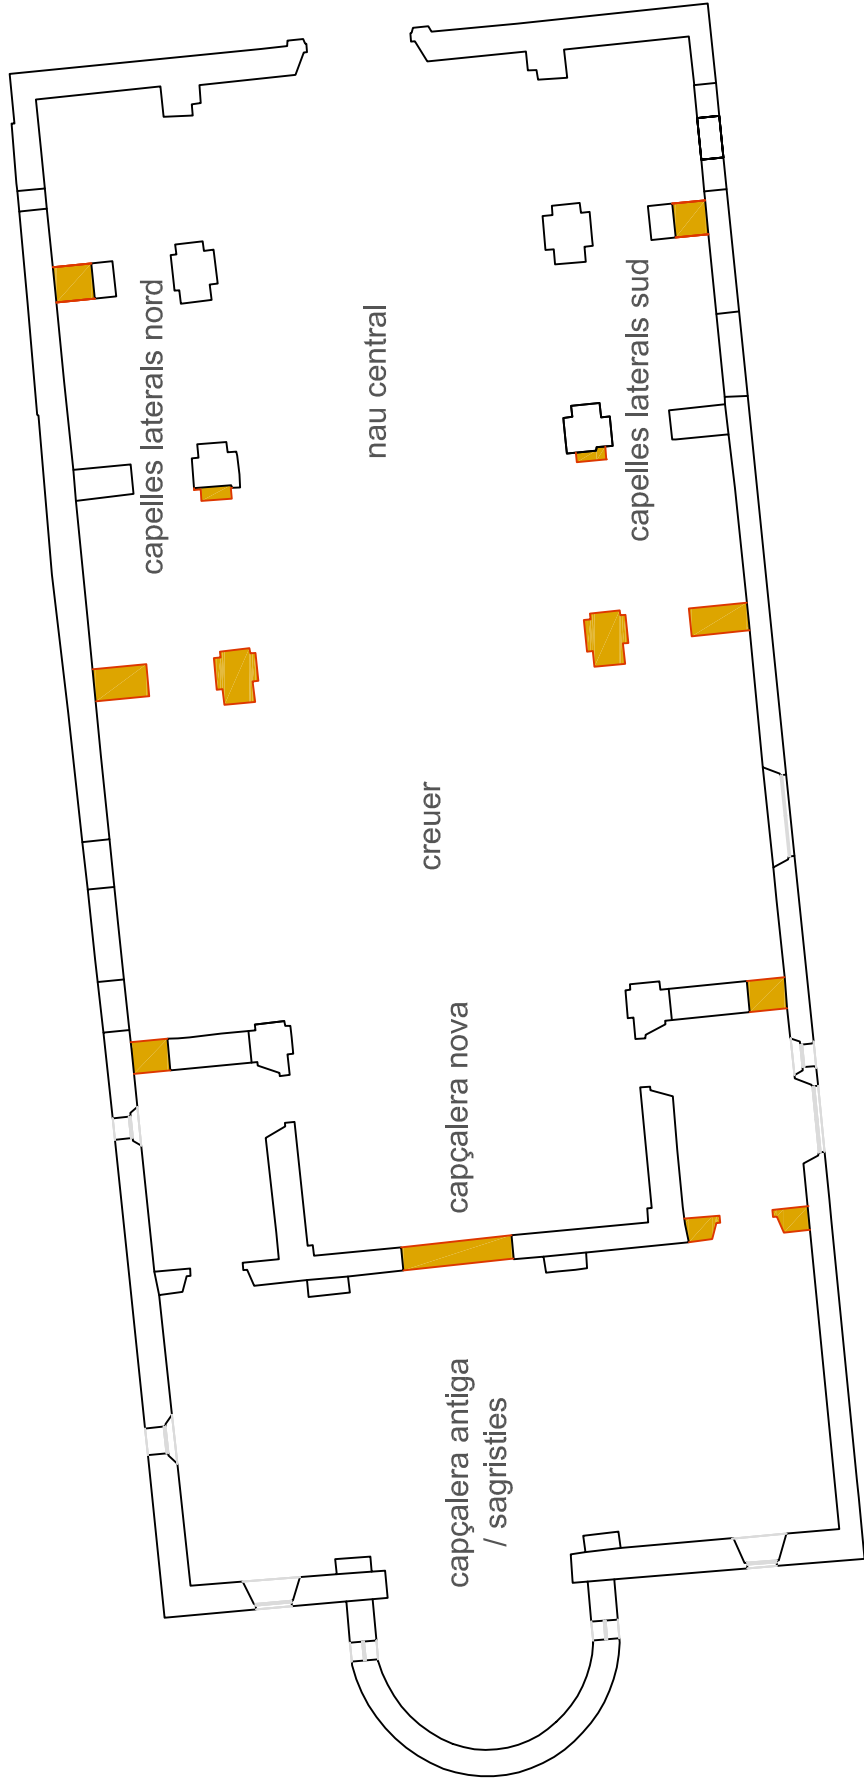 capelles laterals nord
nau central
capelles laterals sud
creuer
capçalera nova
capçalera antiga
/ sagristies